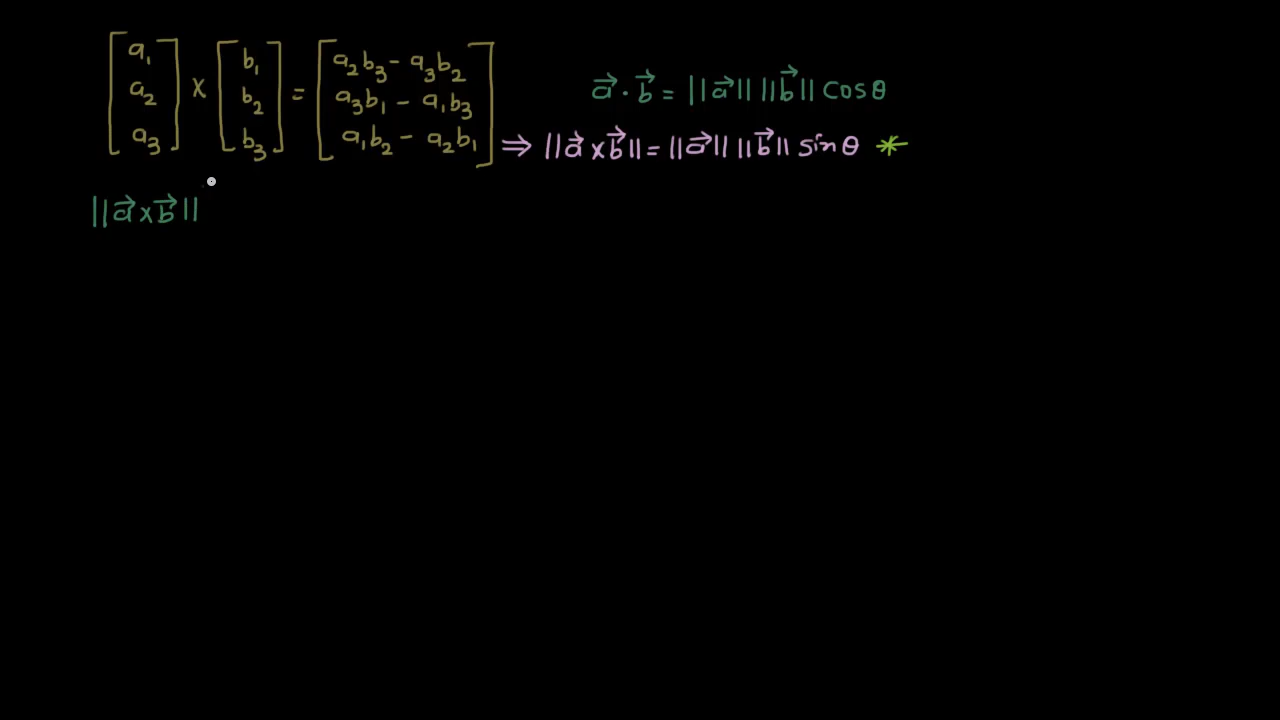 [a₁ a₂ a₃] × [b₁ b₂ b₃] = [a₂b₃ − a₃b₂ a₃b₁ − a₁b₃ a₁b₂ − a₂b₁]
a⃗ · b⃗ = ||a⃗|| ||b⃗|| cos θ
⇒ ||a⃗ × b⃗|| = ||a⃗|| ||b⃗|| sin θ *
||a⃗ × b⃗||